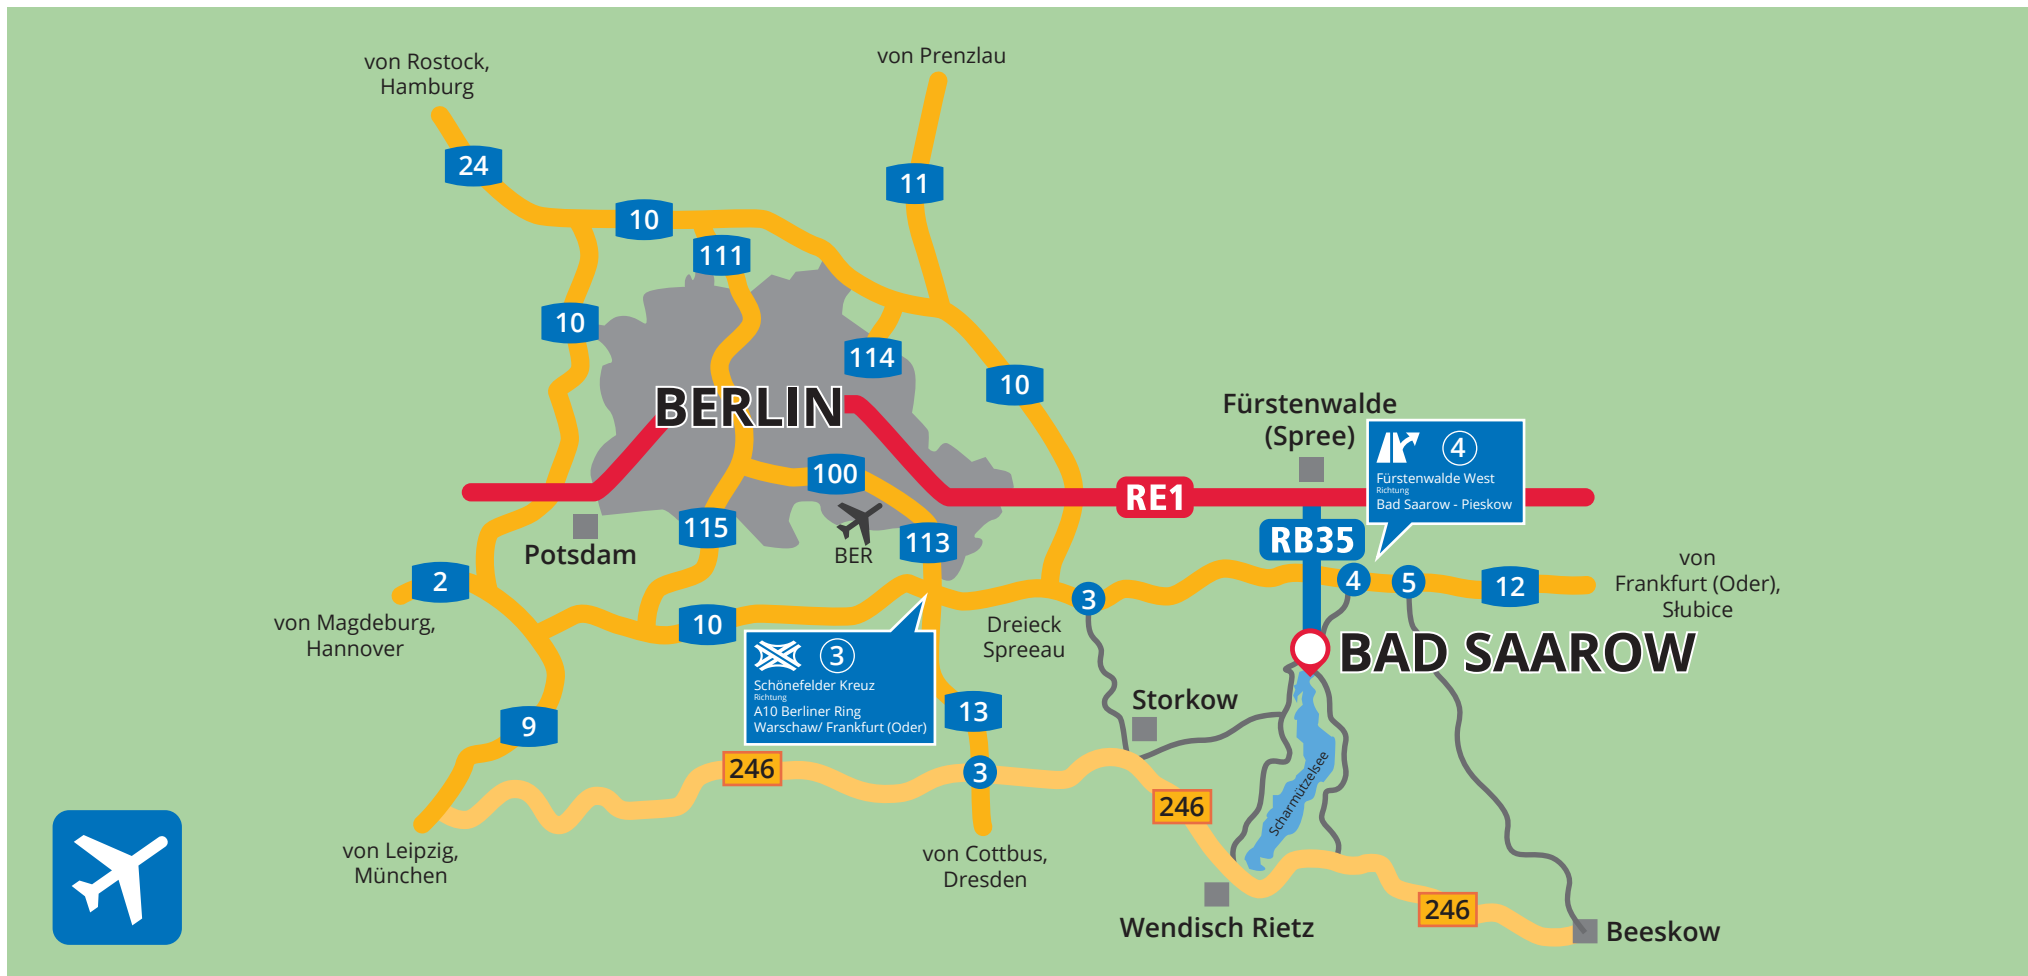 von Rostock,
Hamburg
von Prenzlau
24
11
10
111
10
114
10
BERLIN
Fürstenwalde
(Spree)
4
Fürstenwalde West
Richtung
Bad Saarow - Pieskow
100
RE1
115
BER
113
RB35
Potsdam
2
4
5
12
von
Frankfurt (Oder),
Słubice
3
von Magdeburg,
Hannover
10
Dreieck
Spreeau
BAD SAAROW
3
Schönefelder Kreuz
Richtung
A10 Berliner Ring
Warschaw/ Frankfurt (Oder)
9
13
Storkow
246
3
Scharmützelsee
246
von Leipzig,
München
von Cottbus,
Dresden
246
Wendisch Rietz
Beeskow